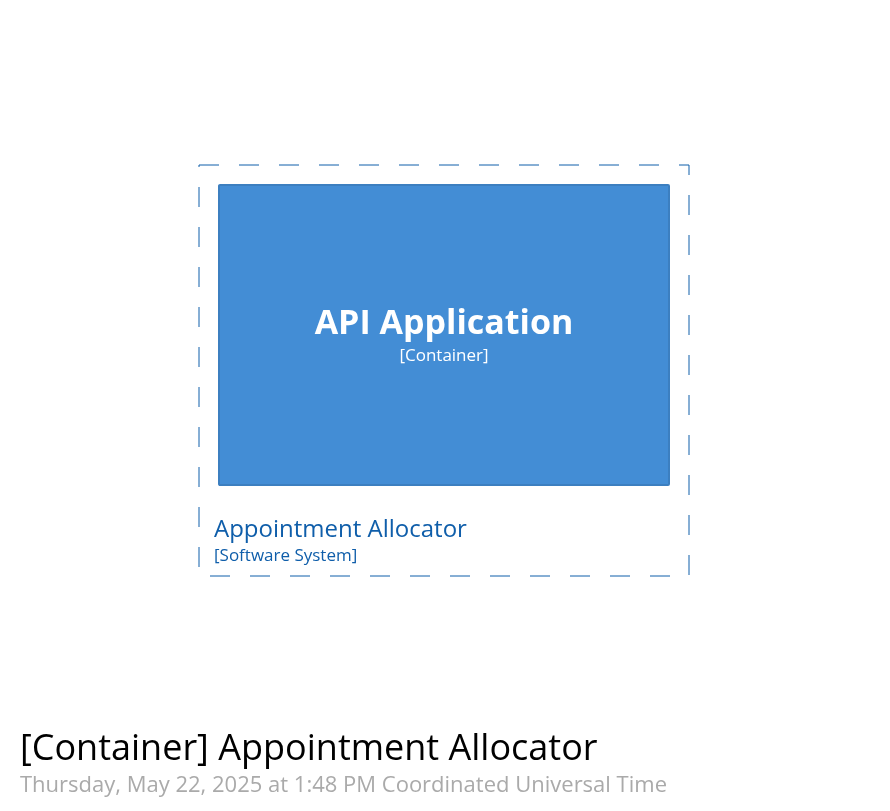 API Application
[Container]
Appointment Allocator
[Software System]
[Container] Appointment Allocator
Thursday, May 22, 2025 at 1:48 PM Coordinated Universal Time